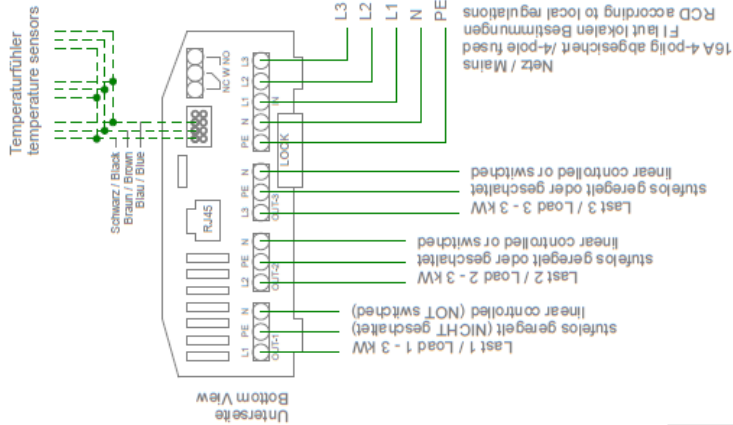 Temperaturfühler
temperature sensors
Schwarz / Black
Braun / Brown
Blau / Blue
NC W NO
L3
L2
L1
N
PE
IN
LOCK
L3
L2
L1
N
PE
Netz / Mains
16A 4-polig abgesichert /4-pole fused
FI laut lokalen Bestimmungen
RCD according to local regulations
RJ45
N
PE
L3
OUT-3
Last 3 / Load 3 - 3 kW
stufelos geregelt oder geschaltet
linear controlled or switched
N
PE
L2
OUT-2
Last 2 / Load 2 - 3 kW
stufelos geregelt oder geschaltet
linear controlled or switched
N
PE
L1
OUT-1
Last 1 / Load 1 - 3 kW
stufelos geregelt (NICHT geschaltet)
linear controlled (NOT switched)
Unterseite
Bottom View